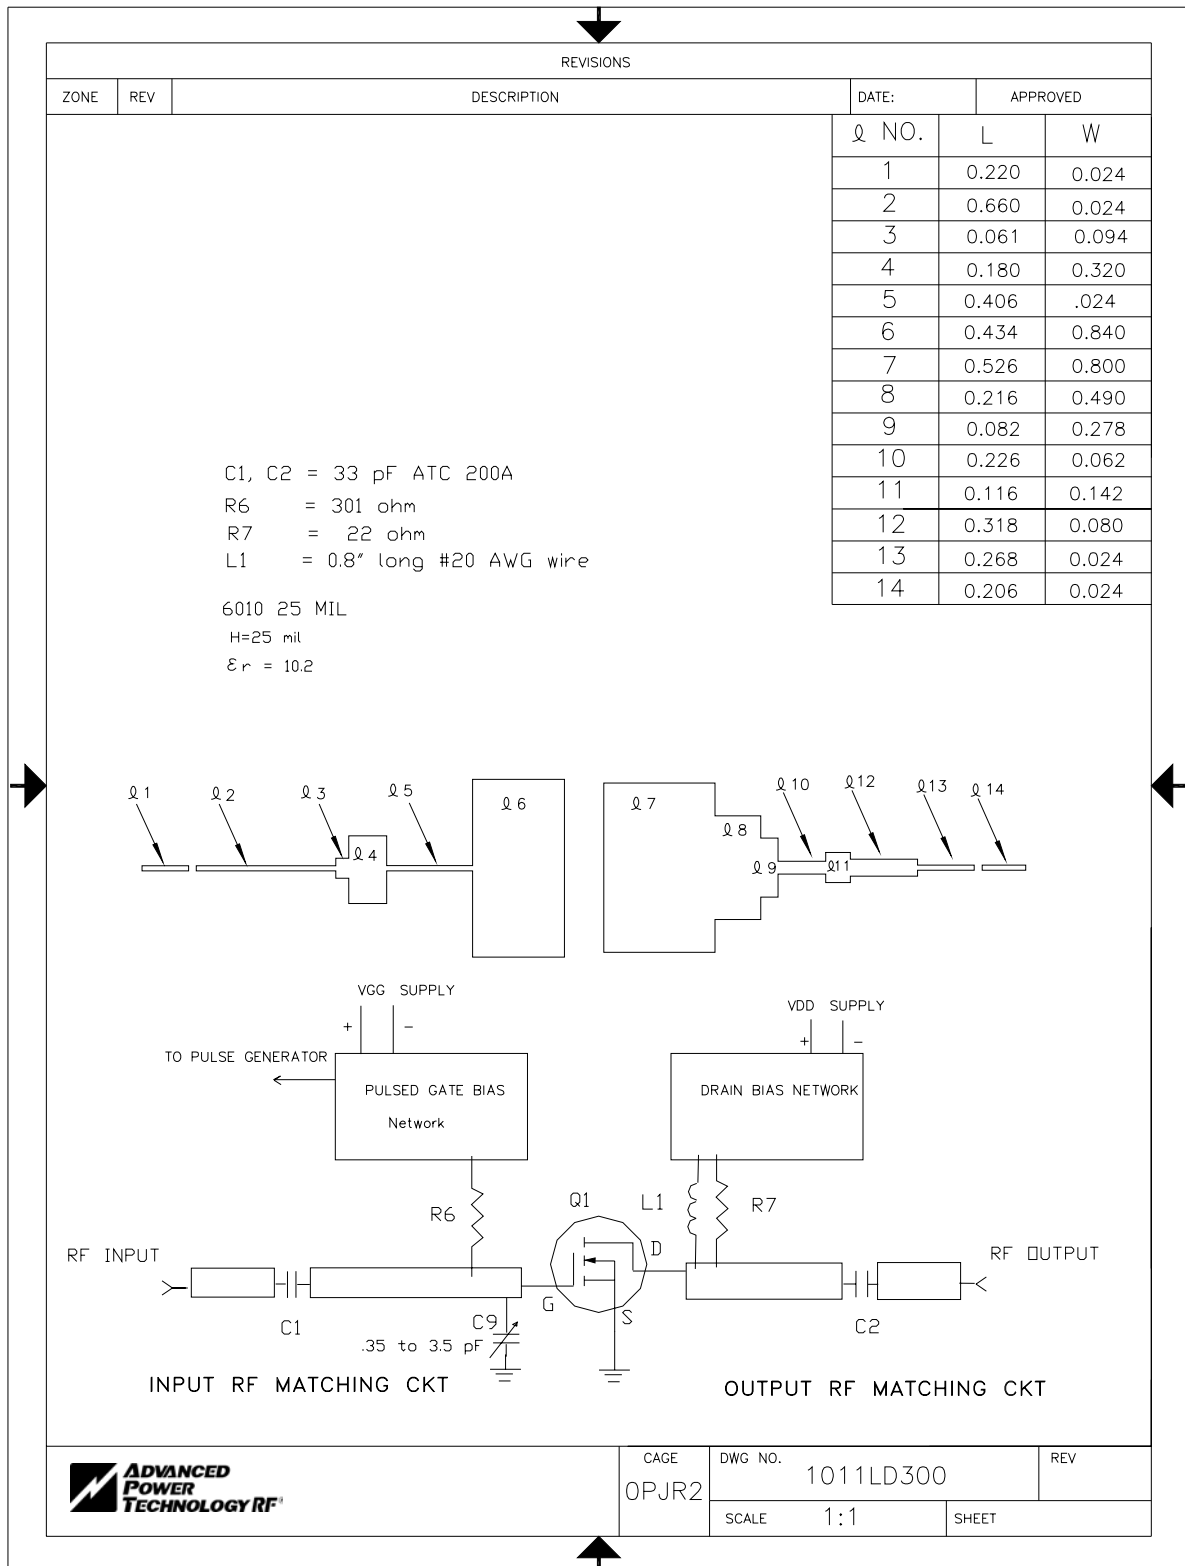 REVISIONS
ZONE REV DESCRIPTION DATE: APPROVED
ℓ NO. L W
1 0.220 0.024
2 0.660 0.024
3 0.061 0.094
4 0.180 0.320
5 0.406 .024
6 0.434 0.840
7 0.526 0.800
8 0.216 0.490
9 0.082 0.278
10 0.226 0.062
11 0.116 0.142
12 0.318 0.080
13 0.268 0.024
14 0.206 0.024
C1, C2 = 33 pF ATC 200A
R6 = 301 ohm
R7 = 22 ohm
L1 = 0.8" long #20 AWG wire
6010 25 MIL
H=25 mil
Ɛr = 10.2
ℓ1 ℓ2 ℓ3 ℓ4 ℓ5 ℓ6 ℓ7 ℓ8 ℓ9 ℓ10 ℓ11 ℓ12 ℓ13 ℓ14
VGG SUPPLY
+ -
TO PULSE GENERATOR
PULSED GATE BIAS
Network
VDD SUPPLY
+ -
DRAIN BIAS NETWORK
R6 Q1 L1 R7
RF INPUT D RF OUTPUT
G S
C1 C9 C2
.35 to 3.5 pF
INPUT RF MATCHING CKT
OUTPUT RF MATCHING CKT
ADVANCED
POWER
TECHNOLOGY RF
CAGE
0PJR2
DWG NO.
1011LD300
REV
SCALE 1:1
SHEET